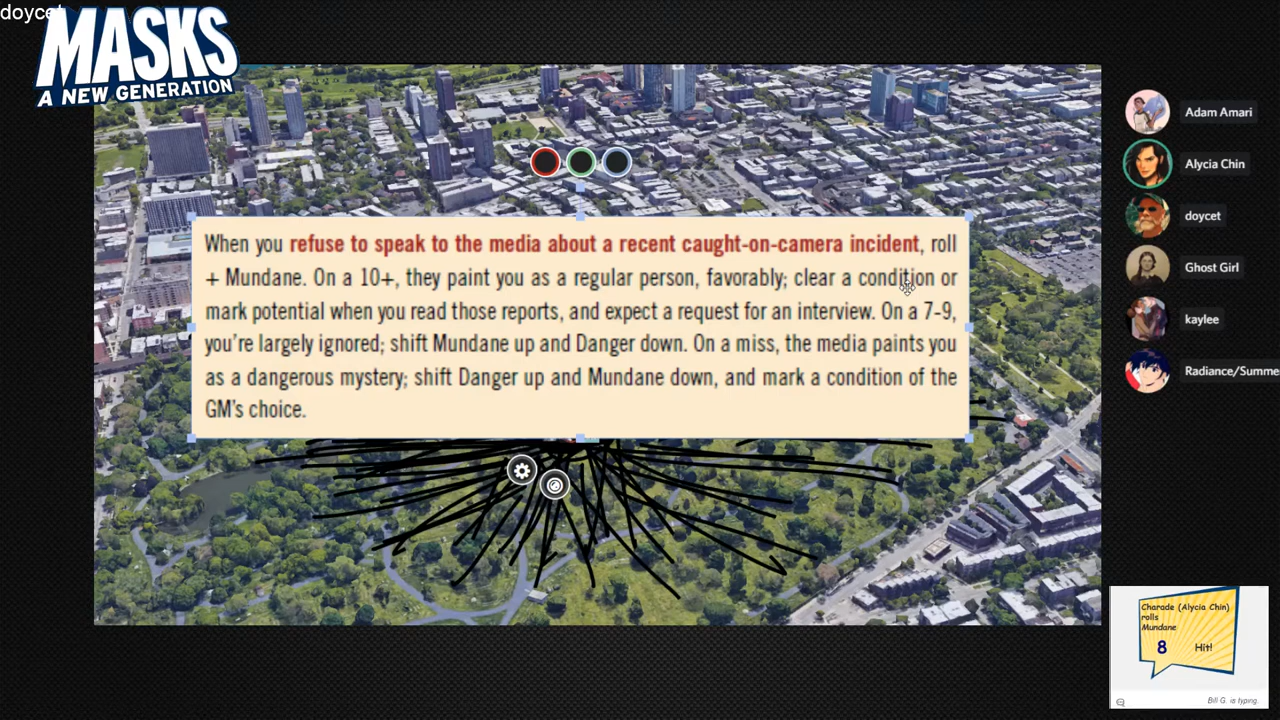 doycet
MASKS
A NEW GENERATION
When you refuse to speak to the media about a recent caught-on-camera incident, roll
+ Mundane. On a 10+, they paint you as a regular person, favorably; clear a condition or
mark potential when you read those reports, and expect a request for an interview. On a 7-9,
you're largely ignored; shift Mundane up and Danger down. On a miss, the media paints you
as a dangerous mystery; shift Danger up and Mundane down, and mark a condition of the
GM's choice.
Adam Amari
Alycia Chin
doycet
Ghost Girl
kaylee
Radiance/Summe
Charade (Alycia Chin)
rolls
Mundane
8 Hit!
Bill G. is typing.